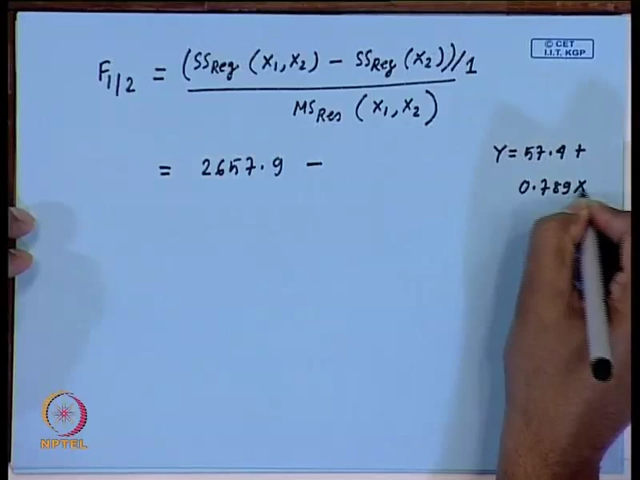 © CET
I.I.T. KGP
F1/2 = (SSReg (X1, X2) - SSReg (X2))/1
MSRes (X1, X2)
= 2657.9 -
Y = 57.4 +
0.789 X
NPTEL